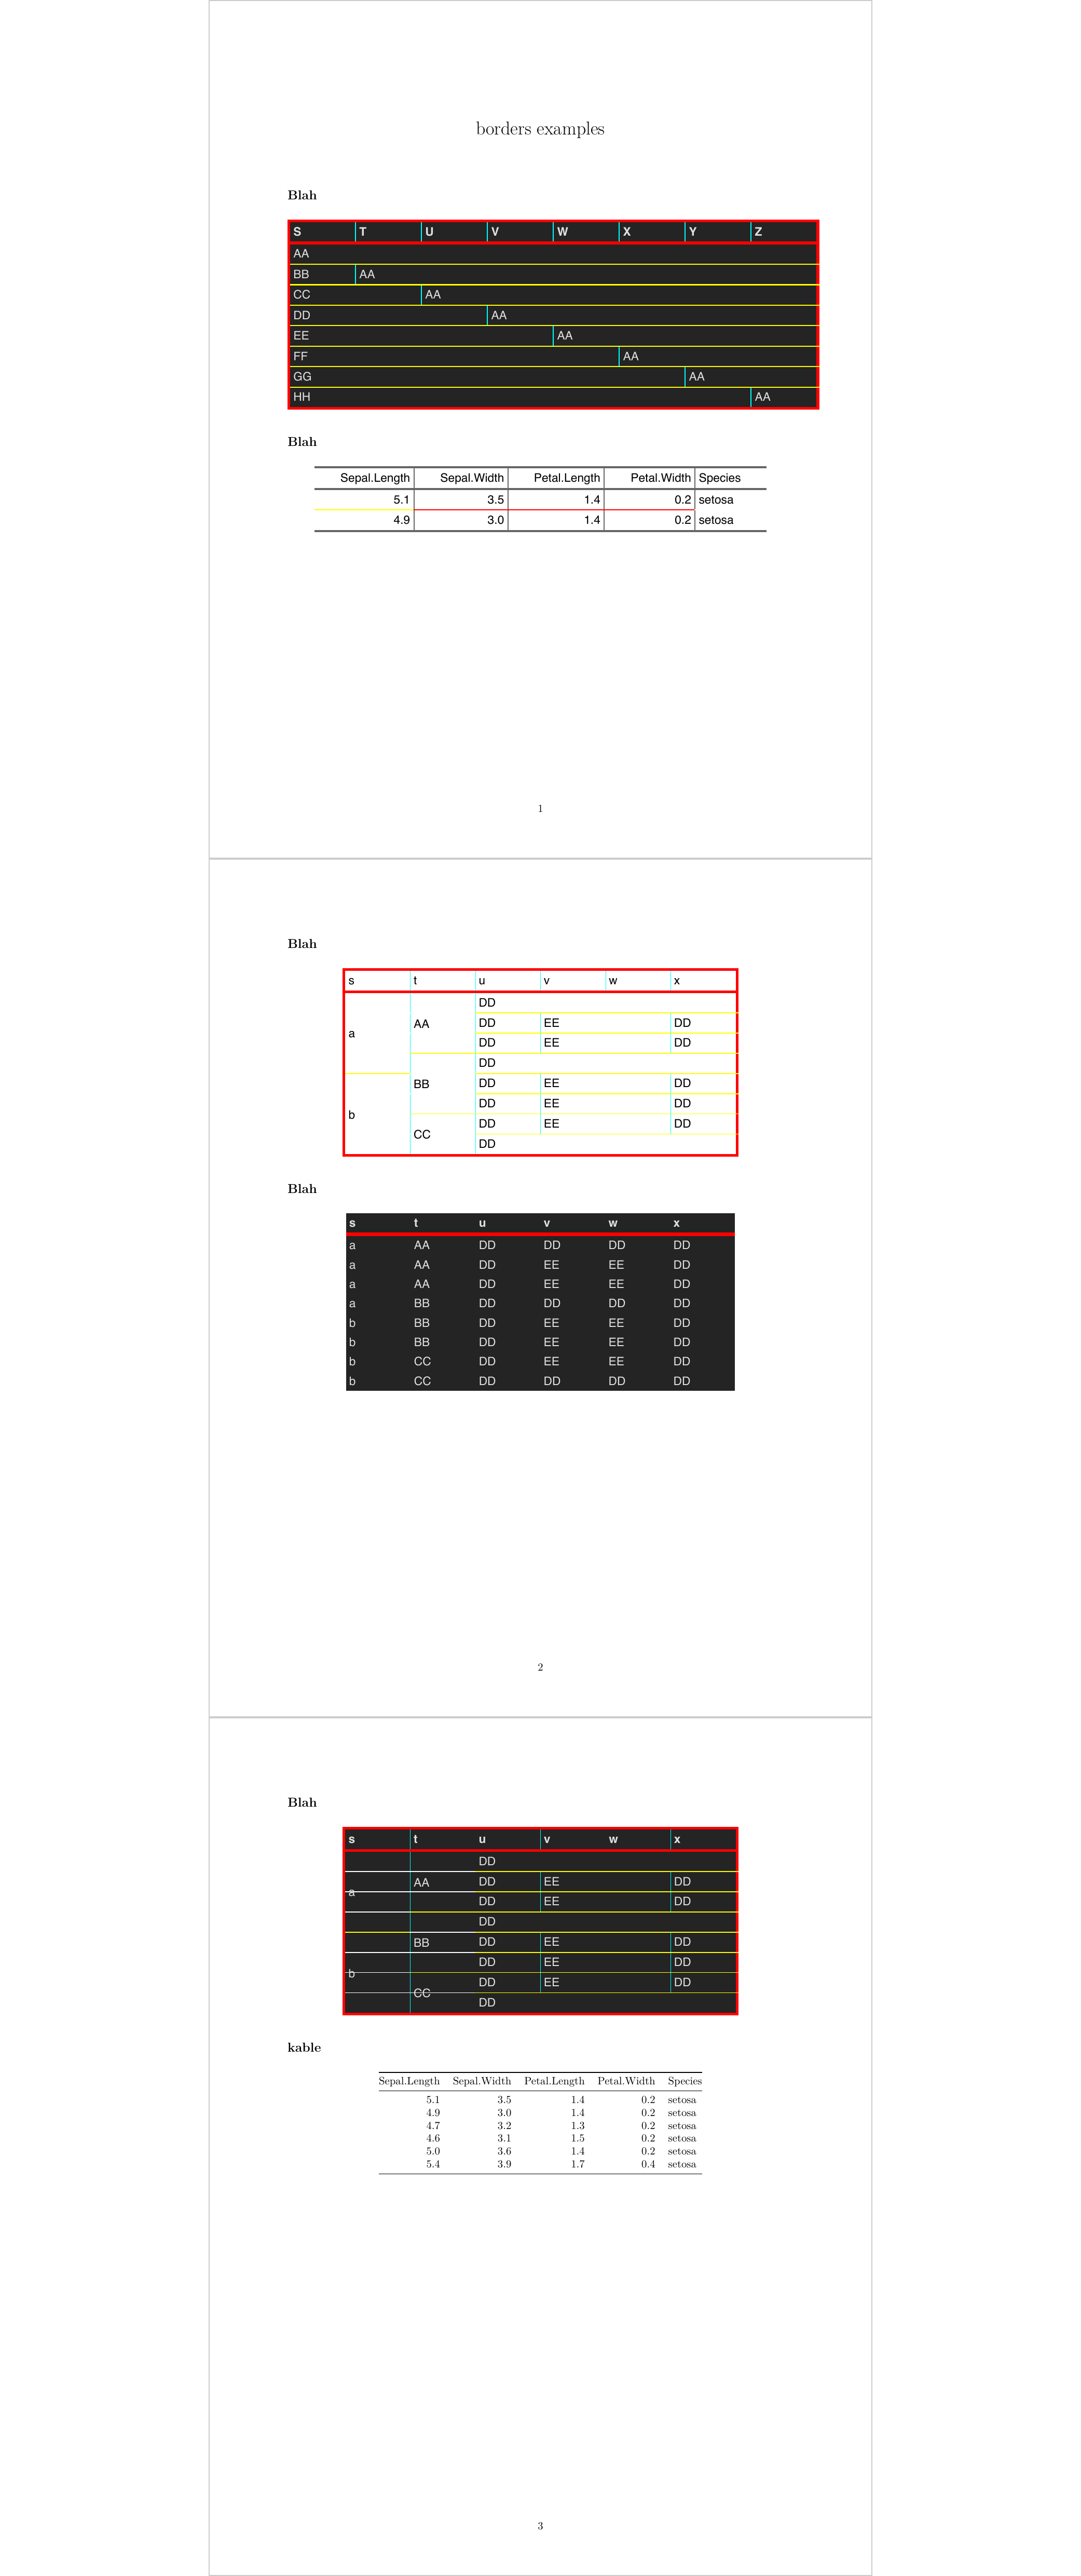 borders examples
Blah
S T U V W X Y Z
AA
BB AA
CC AA
DD AA
EE AA
FF AA
GG AA
HH AA
Blah
Sepal.Length Sepal.Width Petal.Length Petal.Width Species
5.1 3.5 1.4 0.2 setosa
4.9 3.0 1.4 0.2 setosa
1
Blah
s t u v w x
DD
AA DD EE DD
a
DD EE DD
DD
BB DD EE DD
DD EE DD
b
DD EE DD
CC
DD
Blah
s t u v w x
a AA DD DD DD DD
a AA DD EE EE DD
a AA DD EE EE DD
a BB DD DD DD DD
b BB DD EE EE DD
b BB DD EE EE DD
b CC DD EE EE DD
b CC DD DD DD DD
2
Blah
s t u v w x
DD
AA DD EE DD
a
DD EE DD
DD
BB DD EE DD
DD EE DD
b
DD EE DD
CC
DD
kable
Sepal.Length Sepal.Width Petal.Length Petal.Width Species
5.1 3.5 1.4 0.2 setosa
4.9 3.0 1.4 0.2 setosa
4.7 3.2 1.3 0.2 setosa
4.6 3.1 1.5 0.2 setosa
5.0 3.6 1.4 0.2 setosa
5.4 3.9 1.7 0.4 setosa
3